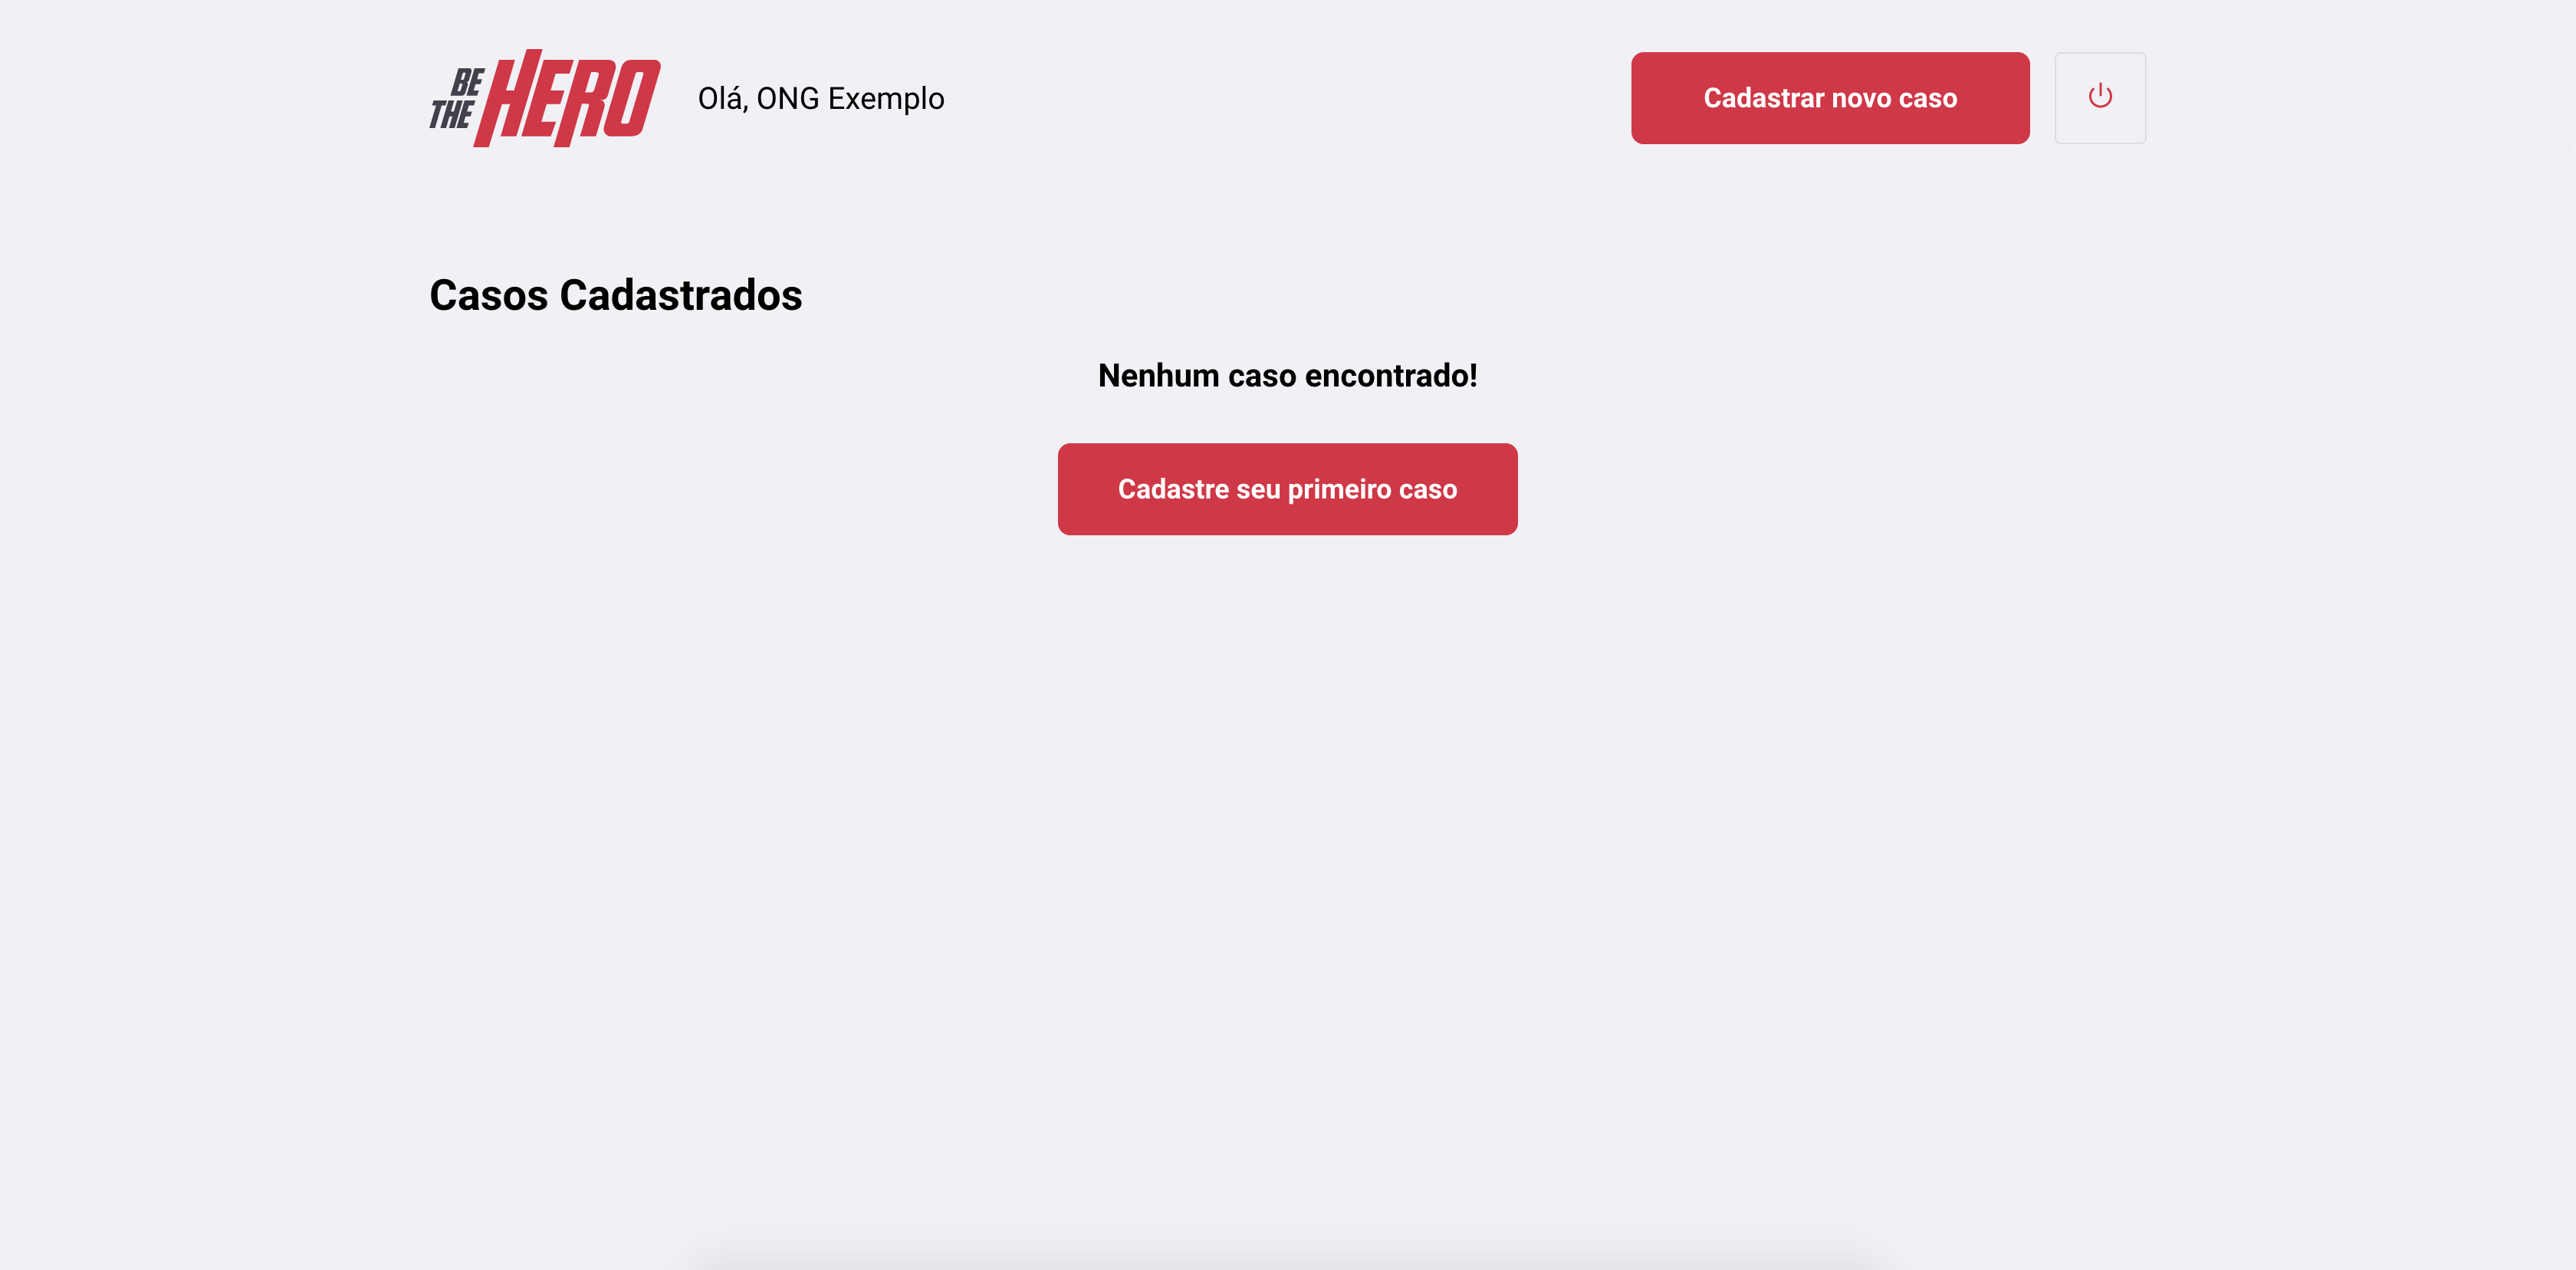 BE
THE HERO
Olá, ONG Exemplo
Cadastrar novo caso
Casos Cadastrados
Nenhum caso encontrado!
Cadastre seu primeiro caso